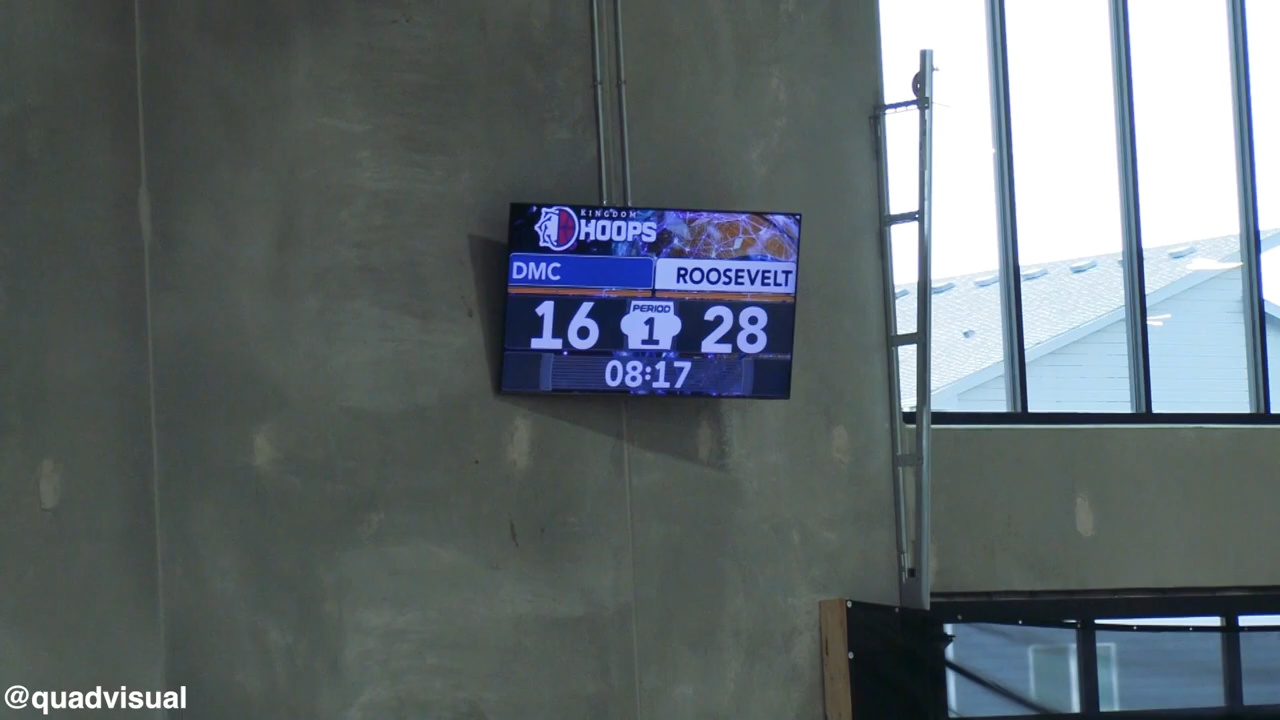 KINGDOM
HOOPS
DMC
ROOSEVELT
16
PERIOD
1
28
08:17
@quadvisual